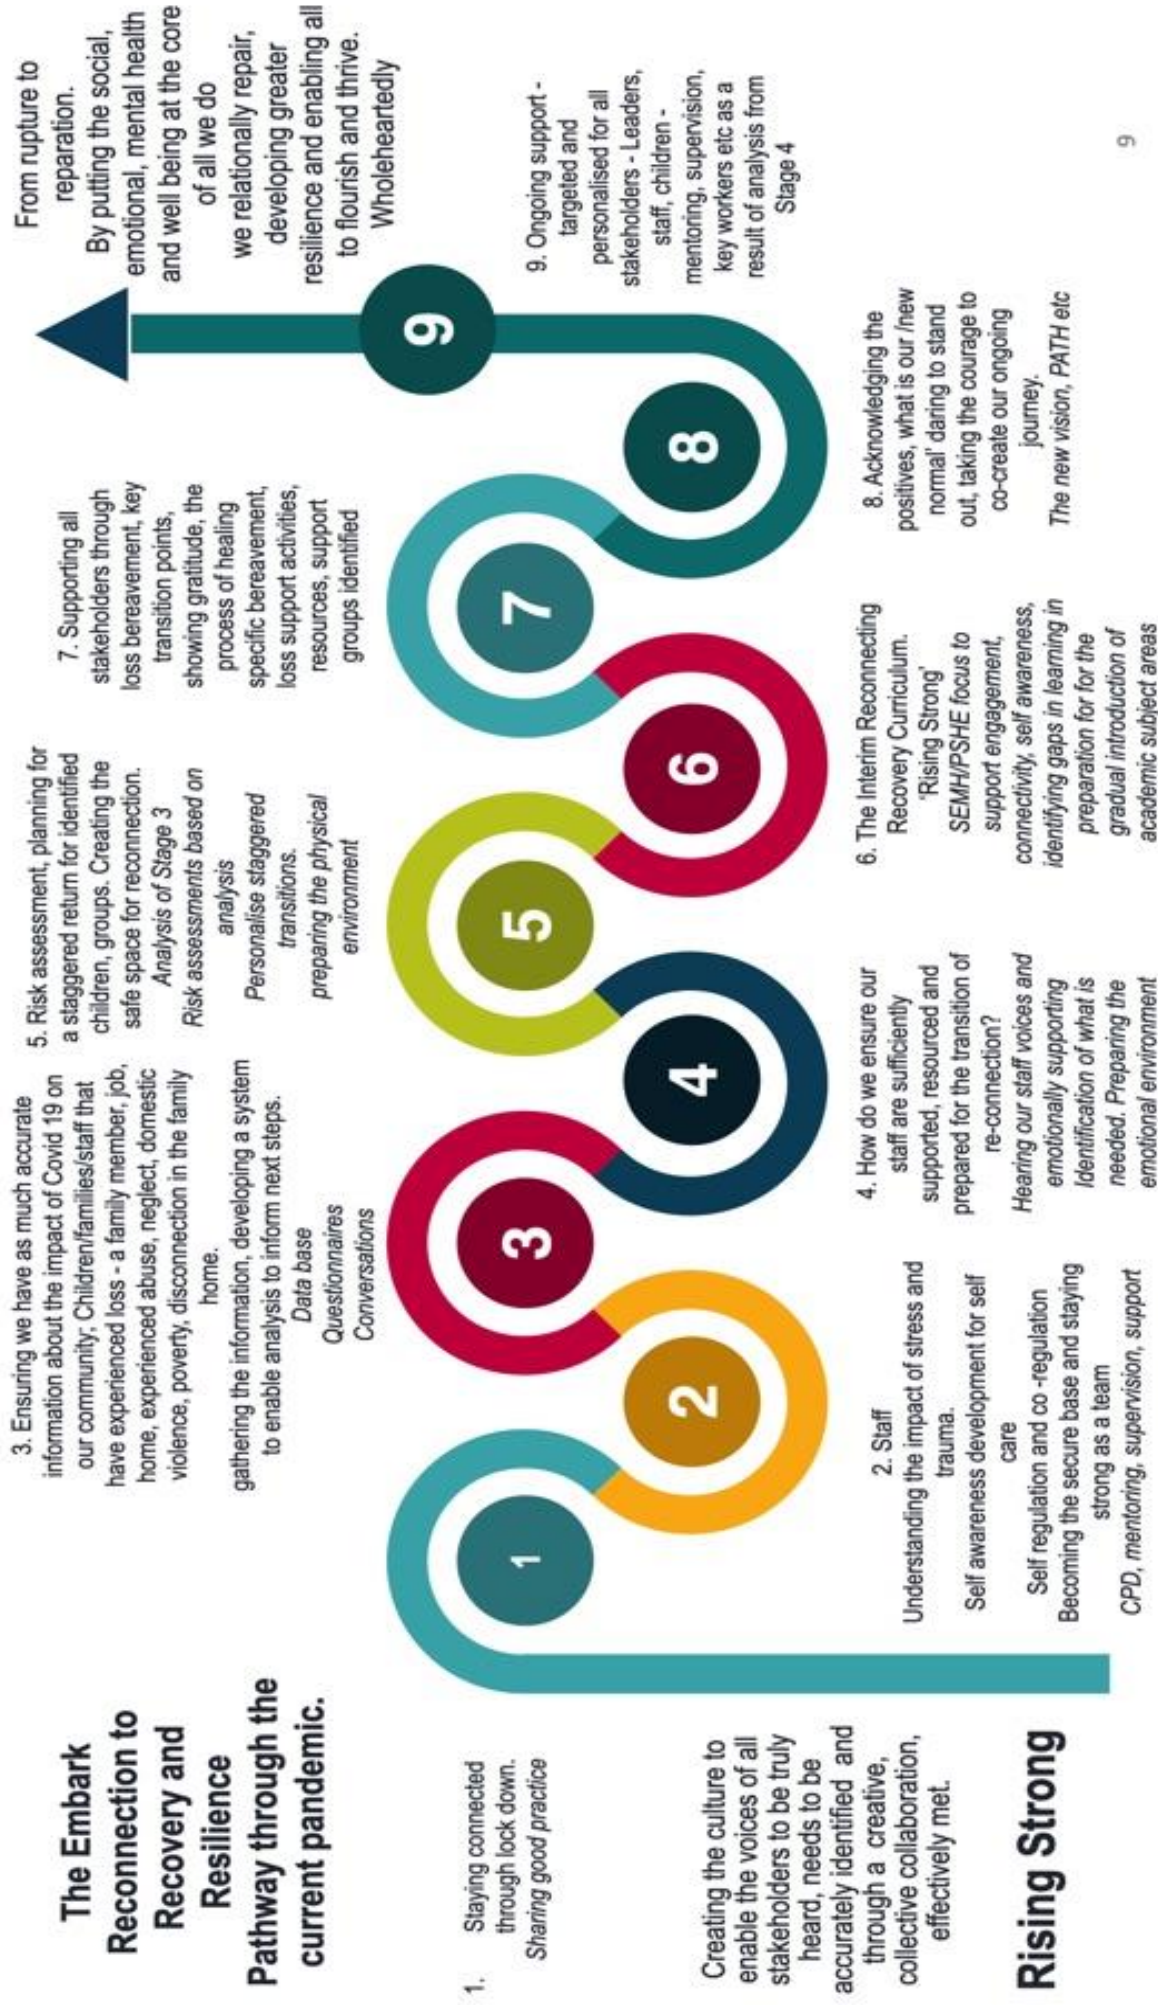 The Embark
Reconnection to
Recovery and
Resilience
Pathway through the
current pandemic.
1. Staying connected
through lock down.
Sharing good practice
Creating the culture to
enable the voices of all
stakeholders to be truly
heard, needs to be
accurately identified and
through a creative,
collective collaboration,
effectively met.
Rising Strong
3. Ensuring we have as much accurate
information about the impact of Covid 19 on
our community; Children/families/staff that
have experienced loss - a family member, job,
home, experienced abuse, neglect, domestic
violence, poverty, disconnection in the family
home.
gathering the information, developing a system
to enable analysis to inform next steps.
Data base
Questionnaires
Conversations
5. Risk assessment, planning for
a staggered return for identified
children, groups. Creating the
safe space for reconnection.
Analysis of Stage 3
Risk assessments based on
analysis
Personalise staggered
transitions.
preparing the physical
environment
7. Supporting all
stakeholders through
loss bereavement, key
transition points,
showing gratitude, the
process of healing
specific bereavement,
loss support activities,
resources, support
groups identified
From rupture to
reparation.
By putting the social,
emotional, mental health
and well being at the core
of all we do
we relationally repair,
developing greater
resilience and enabling all
to flourish and thrive.
Wholeheartedly
1
2
3
4
5
6
7
8
9
2. Staff
Understanding the impact of stress and
trauma.
Self awareness development for self
care
Self regulation and co -regulation
Becoming the secure base and staying
strong as a team
CPD, mentoring, supervision, support
4. How do we ensure our
staff are sufficiently
supported, resourced and
prepared for the transition of
re-connection?
Hearing our staff voices and
emotionally supporting
Identification of what is
needed. Preparing the
emotional environment
6. The Interim Reconnecting
Recovery Curriculum.
'Rising Strong'
SEMH/PSHE focus to
support engagement,
connectivity, self awareness,
identifying gaps in learning in
preparation for for the
gradual introduction of
academic subject areas
8. Acknowledging the
positives, what is our /new
normal' daring to stand
out, taking the courage to
co-create our ongoing
journey.
The new vision, PATH etc
9. Ongoing support -
targeted and
personalised for all
stakeholders - Leaders,
staff, children -
mentoring, supervision,
key workers etc as a
result of analysis from
Stage 4
9